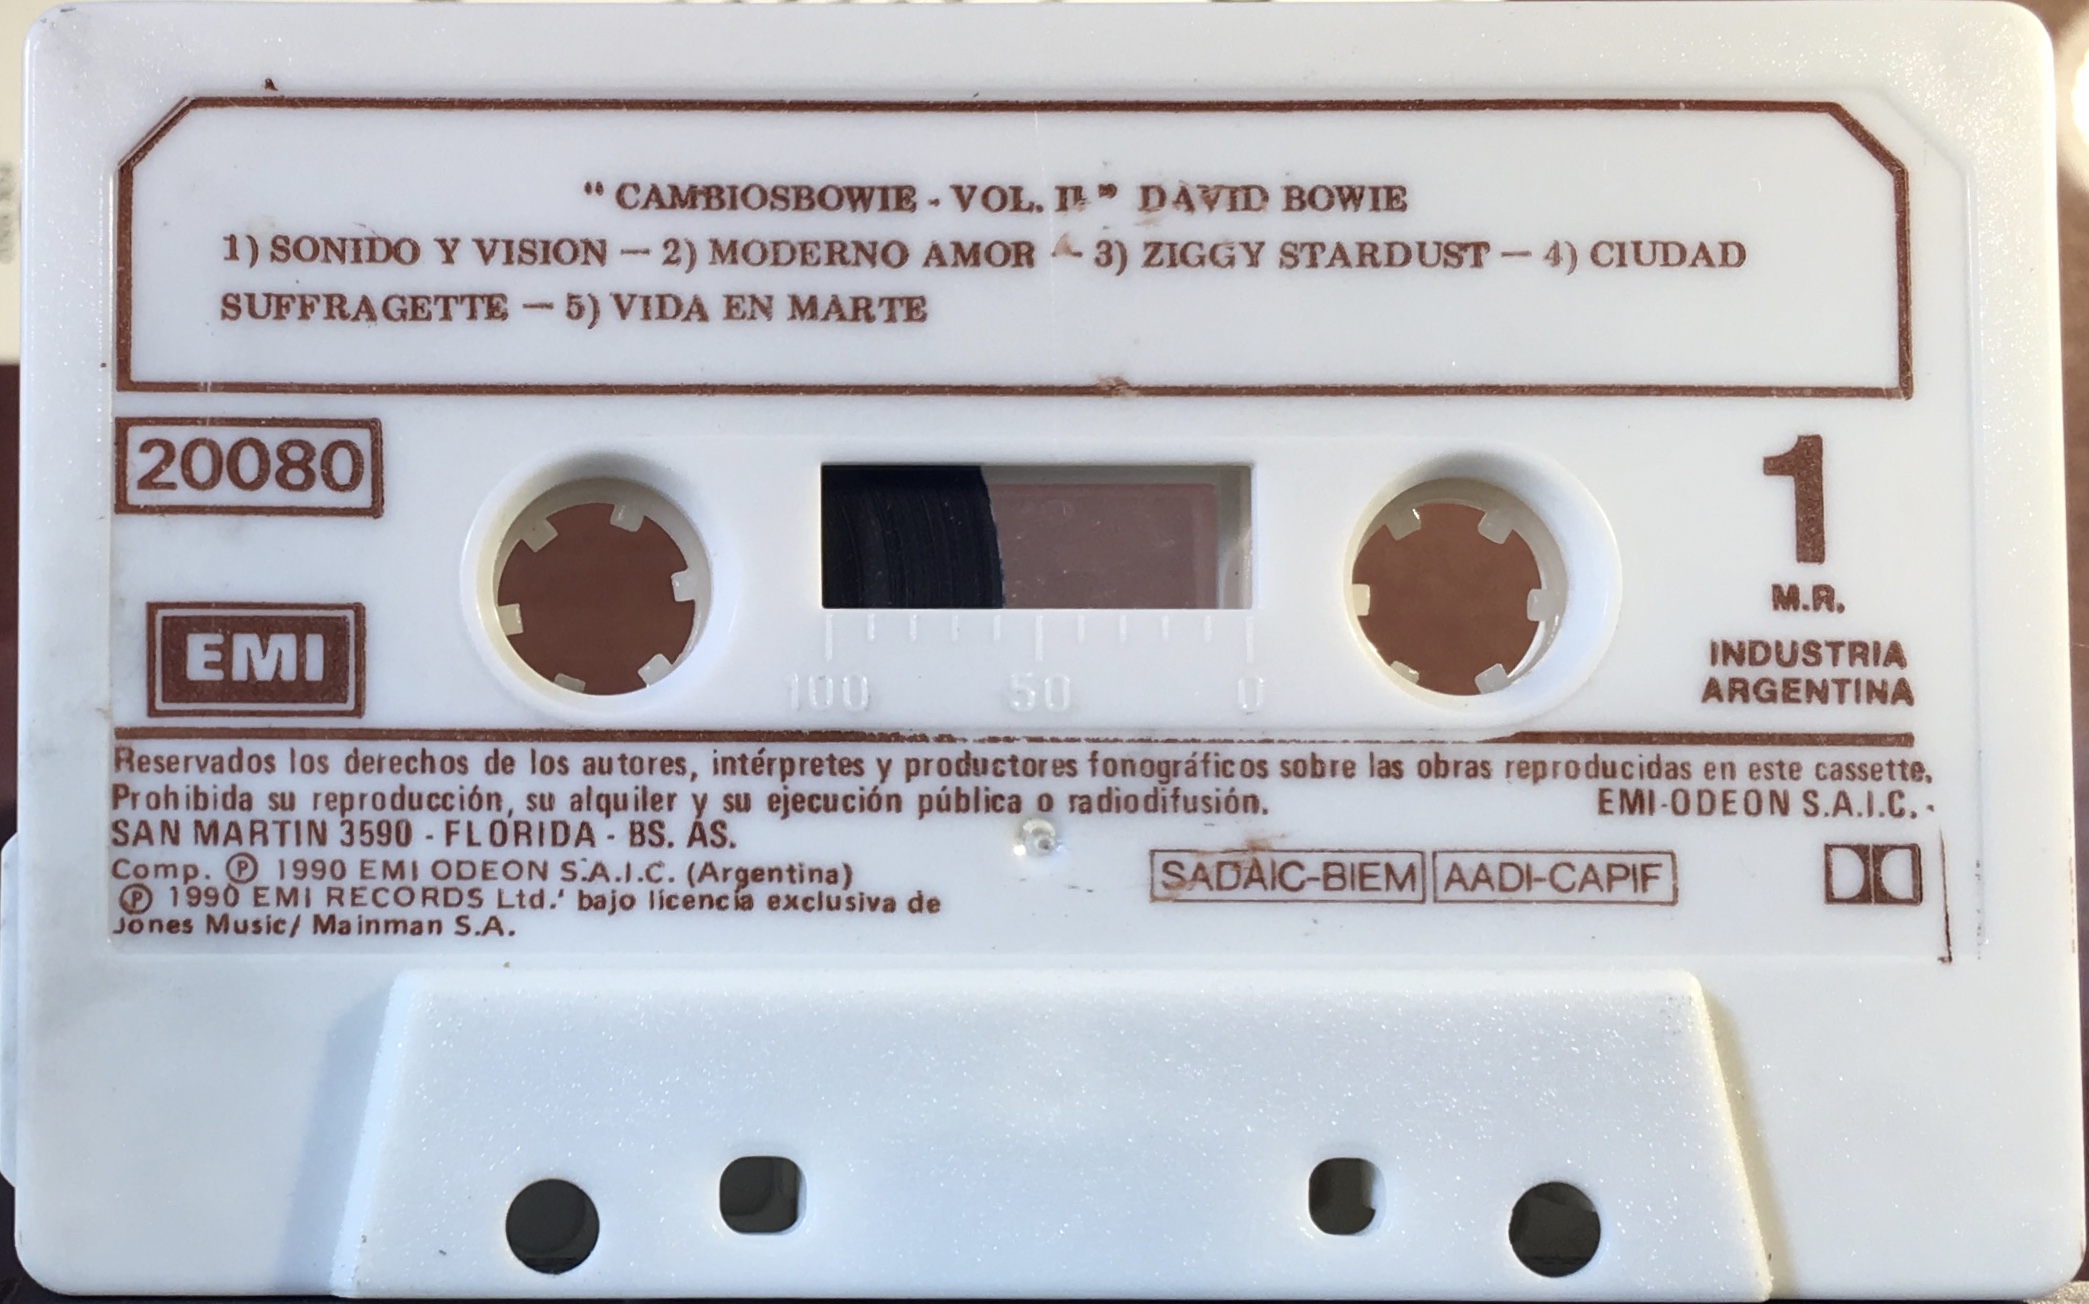 “ CAMBIOSBOWIE - VOL. II ” DAVID BOWIE
1) SONIDO Y VISION — 2) MODERNO AMOR - 3) ZIGGY STARDUST — 4) CIUDAD
SUFFRAGETTE — 5) VIDA EN MARTE
20080
1
M.R.
EMI
INDUSTRIA
ARGENTINA
100 50 0
Reservados los derechos de los autores, intérpretes y productores fonográficos sobre las obras reproducidas en este cassette.
Prohibida su reproducción, su alquiler y su ejecución pública o radiodifusión. EMI-ODEON S.A.I.C. -
SAN MARTIN 3590 - FLORIDA - BS. AS.
Comp. Ⓟ 1990 EMI ODEON S.A.I.C. (Argentina)
Ⓟ 1990 EMI RECORDS Ltd.' bajo licencia exclusiva de
Jones Music/ Mainman S.A.
SADAIC-BIEM AADI-CAPIF